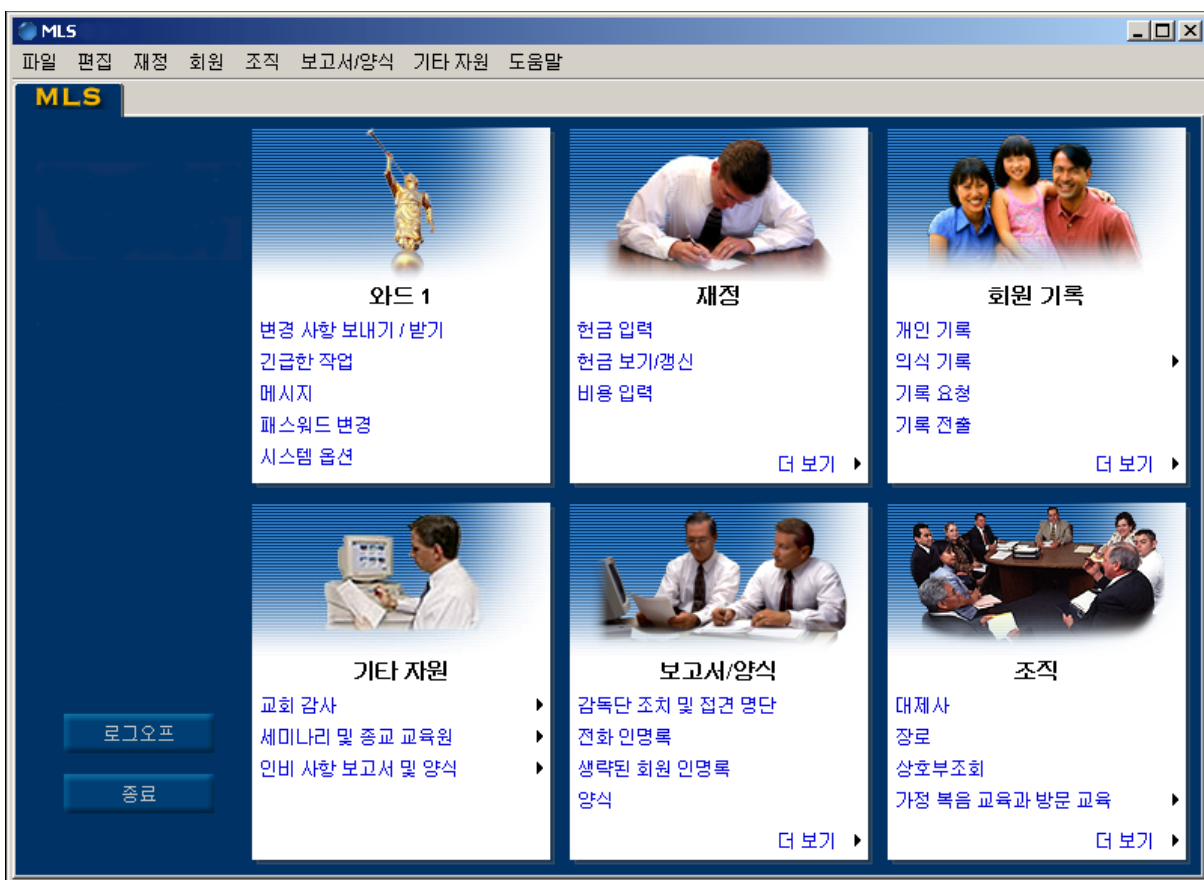 MLS
파일 편집 재정 회원 조직 보고서/양식 기타 자원 도움말
MLS
와드 1
변경 사항 보내기 / 받기
긴급한 작업
메시지
패스워드 변경
시스템 옵션
재정
헌금 입력
헌금 보기/갱신
비용 입력
더 보기
회원 기록
개인 기록
의식 기록
기록 요청
기록 전출
더 보기
기타 자원
교회 감사
세미나리 및 종교 교육원
인비 사항 보고서 및 양식
보고서/양식
감독단 조치 및 접견 명단
전화 인명록
생략된 회원 인명록
양식
더 보기
조직
대제사
장로
상호부조회
가정 복음 교육과 방문 교육
더 보기
로그오프
종료